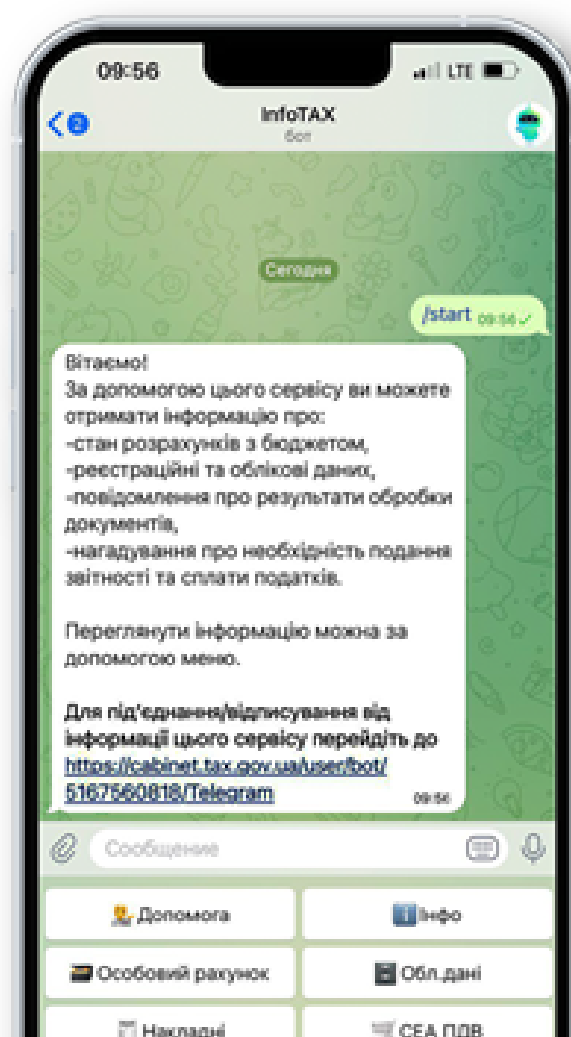 09:56
LTE
2
InfoTAX
бот
Сегодня
/start 09:56
Вітаємо!
За допомогою цього сервісу ви можете
отримати інформацію про:
-стан розрахунків з бюджетом,
-реєстраційні та облікові даних,
-повідомлення про результати обробки
документів,
-нагадування про необхідність подання
звітності та сплати податків.
Переглянути інформацію можна за
допомогою меню.
Для під'єднання/відписування від
інформації цього сервісу перейдіть до
https://cabinet.tax.gov.ua/user/bot/
5167560818/Telegram
09:56
Сообщение
Допомога
Інфо
Особовий рахунок
Обл.дані
Накладні
СЕА ПДВ